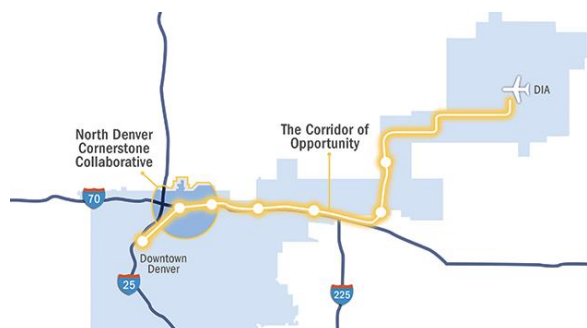 DIA
North Denver
Cornerstone
Collaborative
The Corridor of
Opportunity
70
Downtown
Denver
25
225